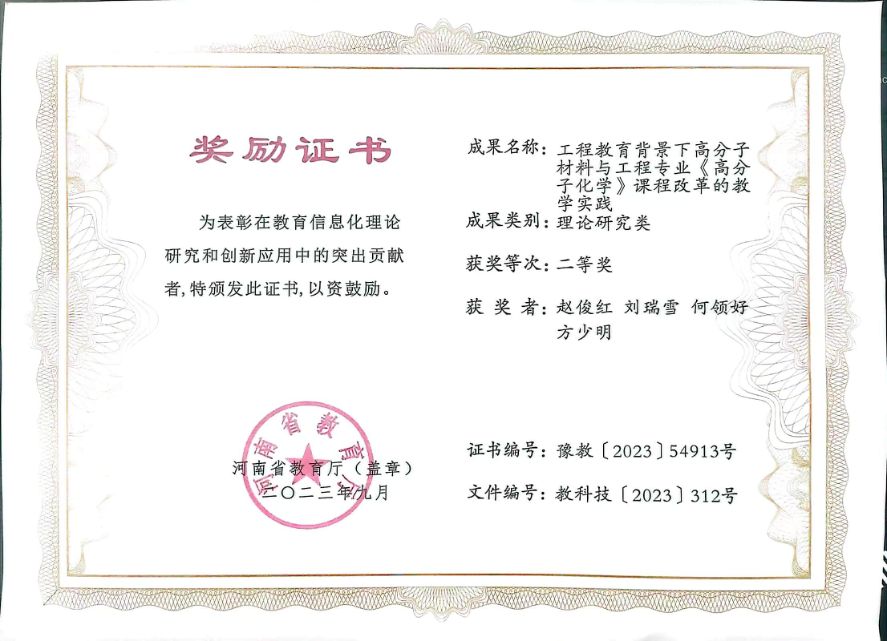 奖励证书
为表彰在教育信息化理论
研究和创新应用中的突出贡献
者,特颁发此证书,以资鼓励。
河南省教育厅
河南省教育厅（盖章）
二〇二三年九月
成果名称：工程教育背景下高分子
材料与工程专业《高分
子化学》课程改革的教
学实践
成果类别：理论研究类
获奖等次：二等奖
获奖者：赵俊红 刘瑞雪 何领好
方少明
证书编号：豫教〔2023〕54913号
文件编号：教科技〔2023〕312号